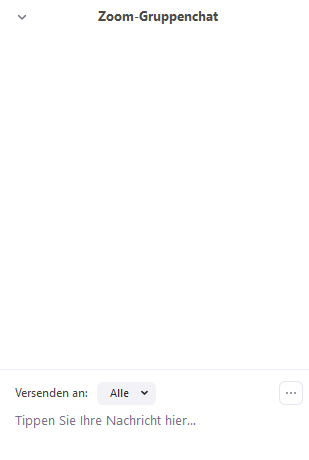 Zoom-Gruppenchat
Versenden an: Alle
Tippen Sie Ihre Nachricht hier...